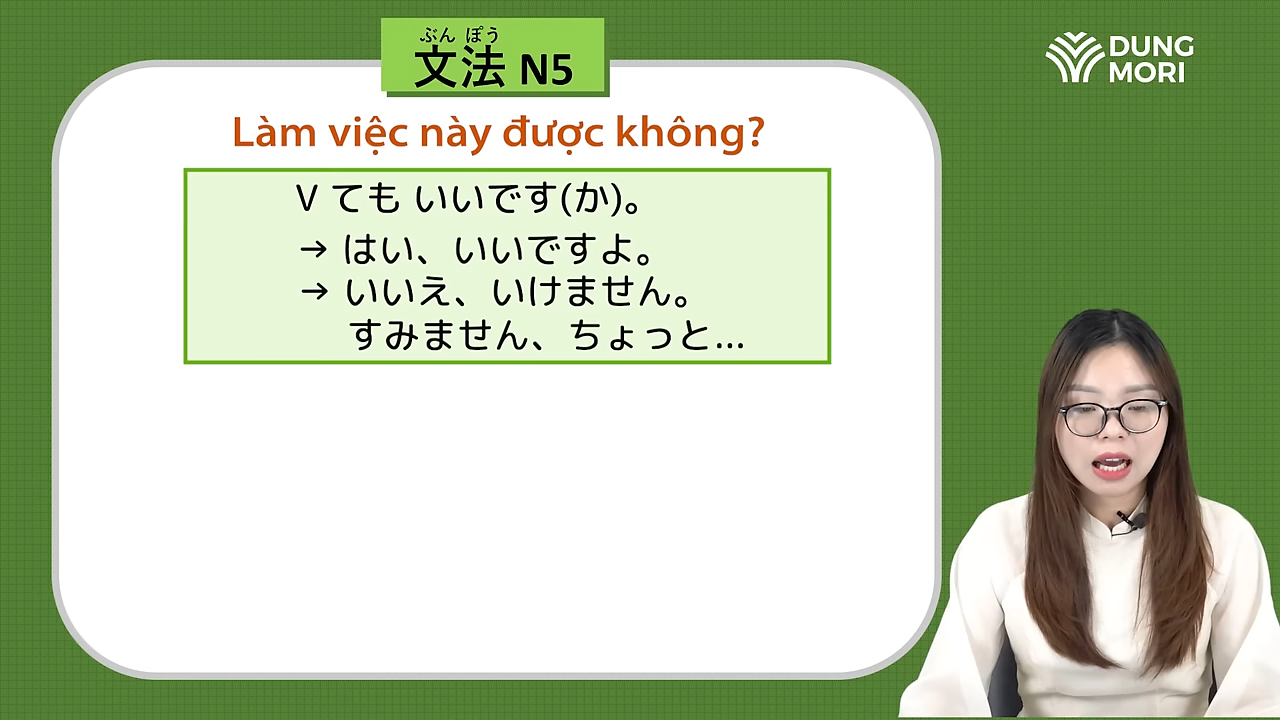 ぶん ぽう
文法 N5
DUNG
MORI
Làm việc này được không?
V ても いいです(か)。
→ はい、いいですよ。
→ いいえ、いけません。
すみません、ちょっと...